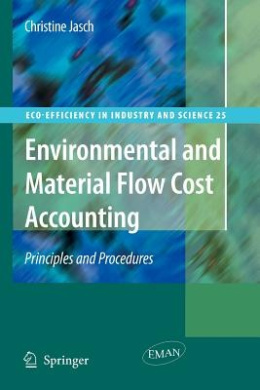 Christine Jasch
ECO-EFFICIENCY IN INDUSTRY AND SCIENCE 25
Environmental and
Material Flow Cost
Accounting
Principles and Procedures
Springer
EMAN